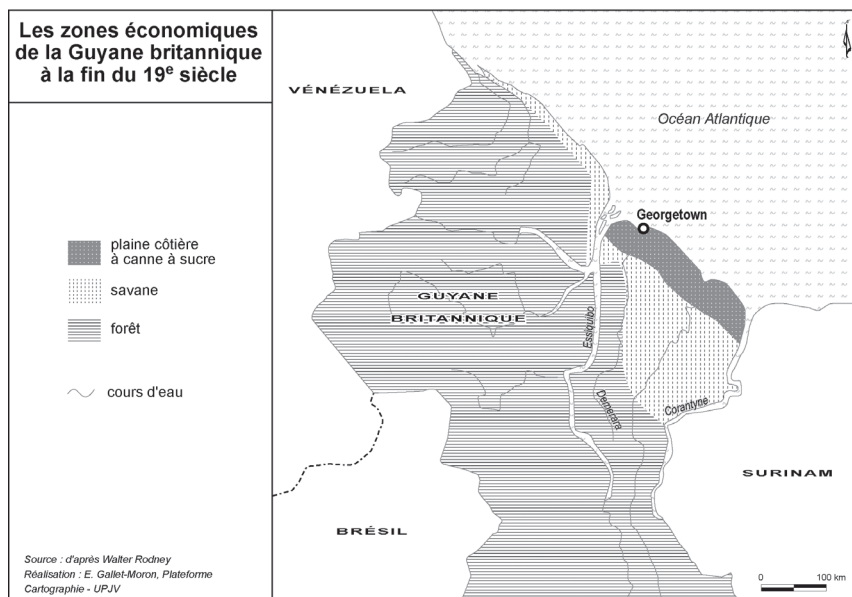 Les zones économiques
de la Guyane britannique
à la fin du 19e siècle
plaine côtière
à canne à sucre
savane
forêt
cours d'eau
Source : d'après Walter Rodney
Réalisation : E. Gallet-Moron, Plateforme
Cartographie - UPJV
VÉNÉZUELA
Océan Atlantique
Georgetown
GUYANE
BRITANNIQUE
Essiquibo
Demerara
Corantyne
SURINAM
BRÉSIL
0 100 km